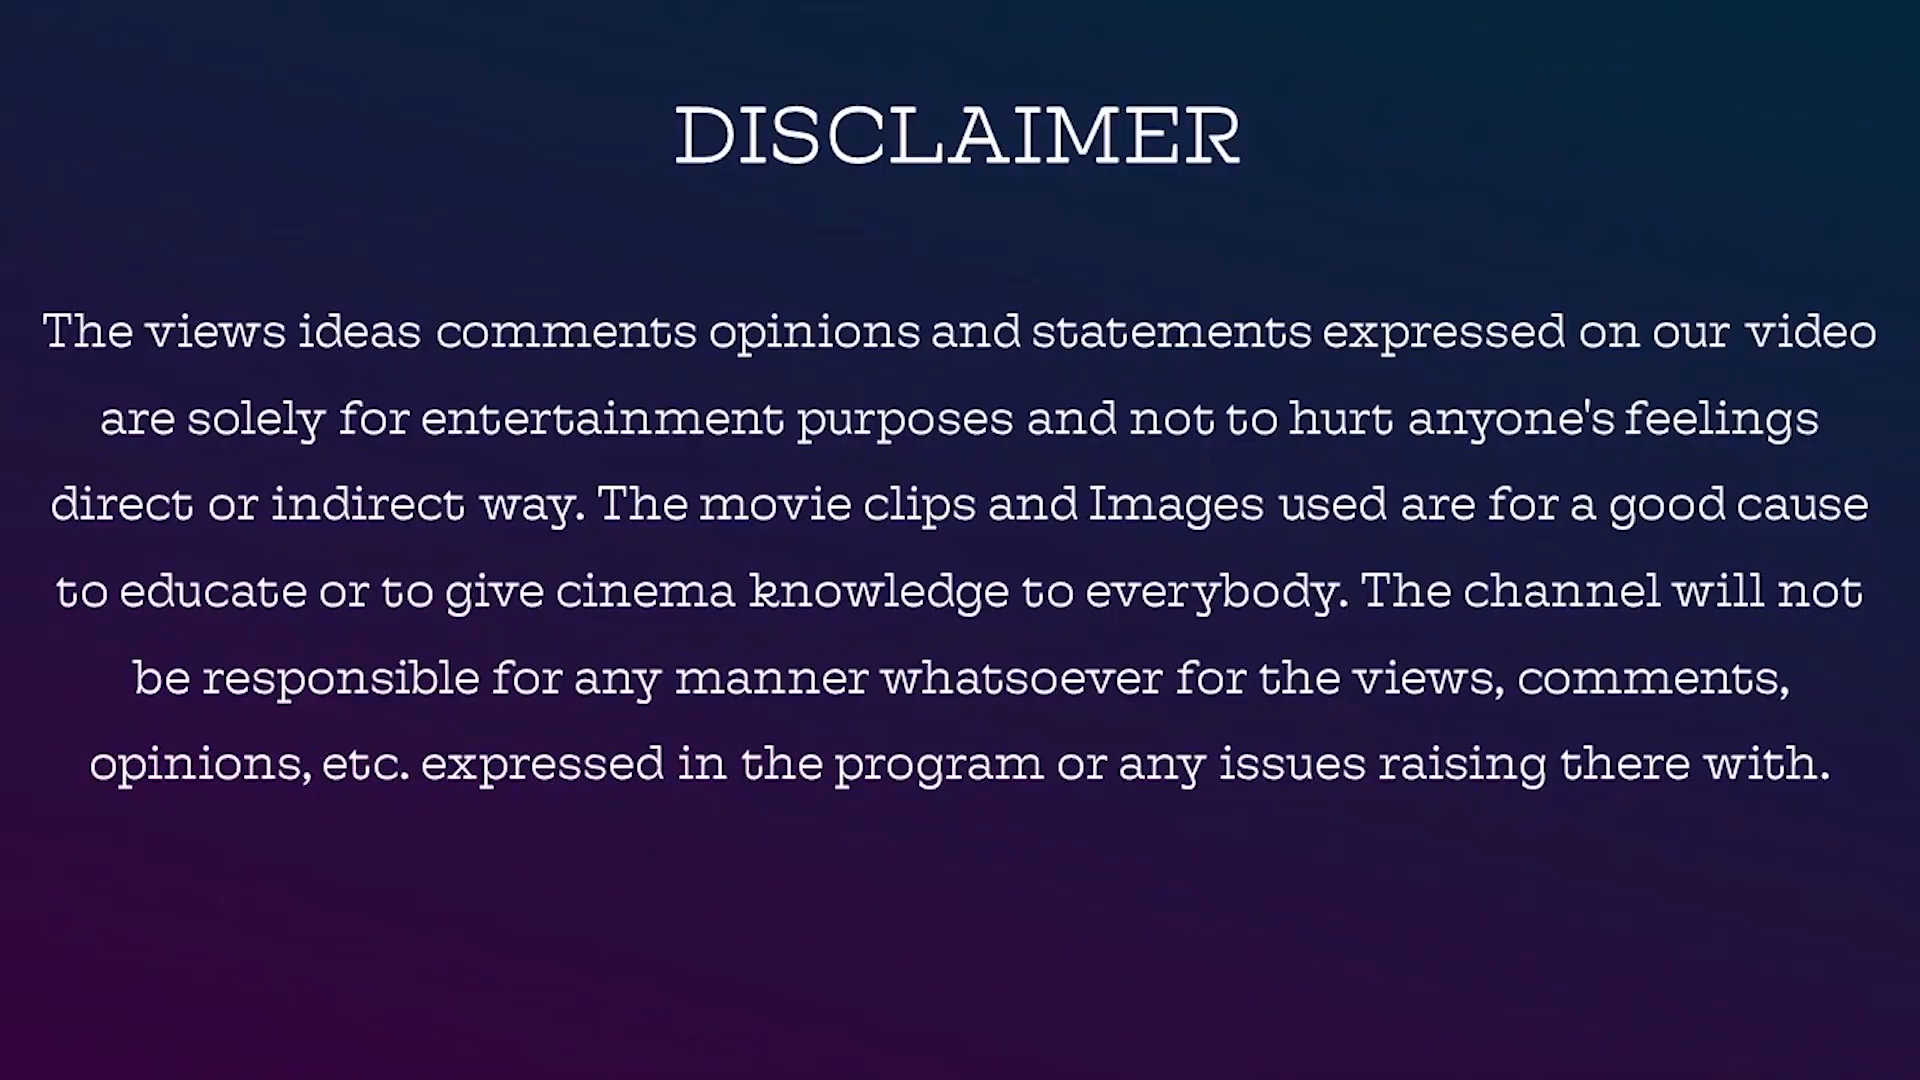 DISCLAIMER
The views ideas comments opinions and statements expressed on our video
are solely for entertainment purposes and not to hurt anyone's feelings
direct or indirect way. The movie clips and Images used are for a good cause
to educate or to give cinema knowledge to everybody. The channel will not
be responsible for any manner whatsoever for the views, comments,
opinions, etc. expressed in the program or any issues raising there with.